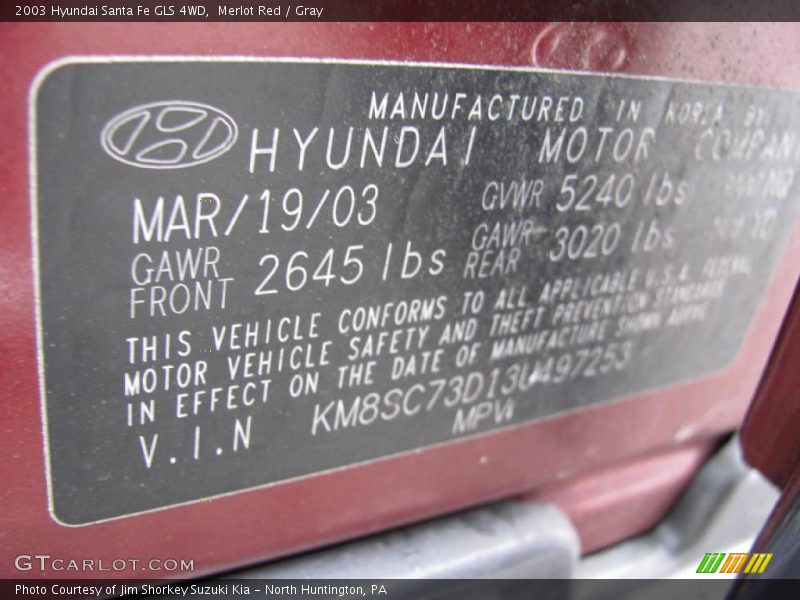 2003 Hyundai Santa Fe GLS 4WD, Merlot Red / Gray
MANUFACTURED IN KOREA BY
HYUNDAI MOTOR COMPANY
MAR/19/03 GVWR 5240 lbs
GAWR FRONT 2645 lbs GAWR REAR 3020 lbs
THIS VEHICLE CONFORMS TO ALL APPLICABLE U.S.A. FEDERAL
MOTOR VEHICLE SAFETY AND THEFT PREVENTION STANDARDS
IN EFFECT ON THE DATE OF MANUFACTURE SHOWN ABOVE
V.I.N KM8SC73D13U497253
MPV
GTCARLOT.COM
Photo Courtesy of Jim Shorkey Suzuki Kia – North Huntington, PA